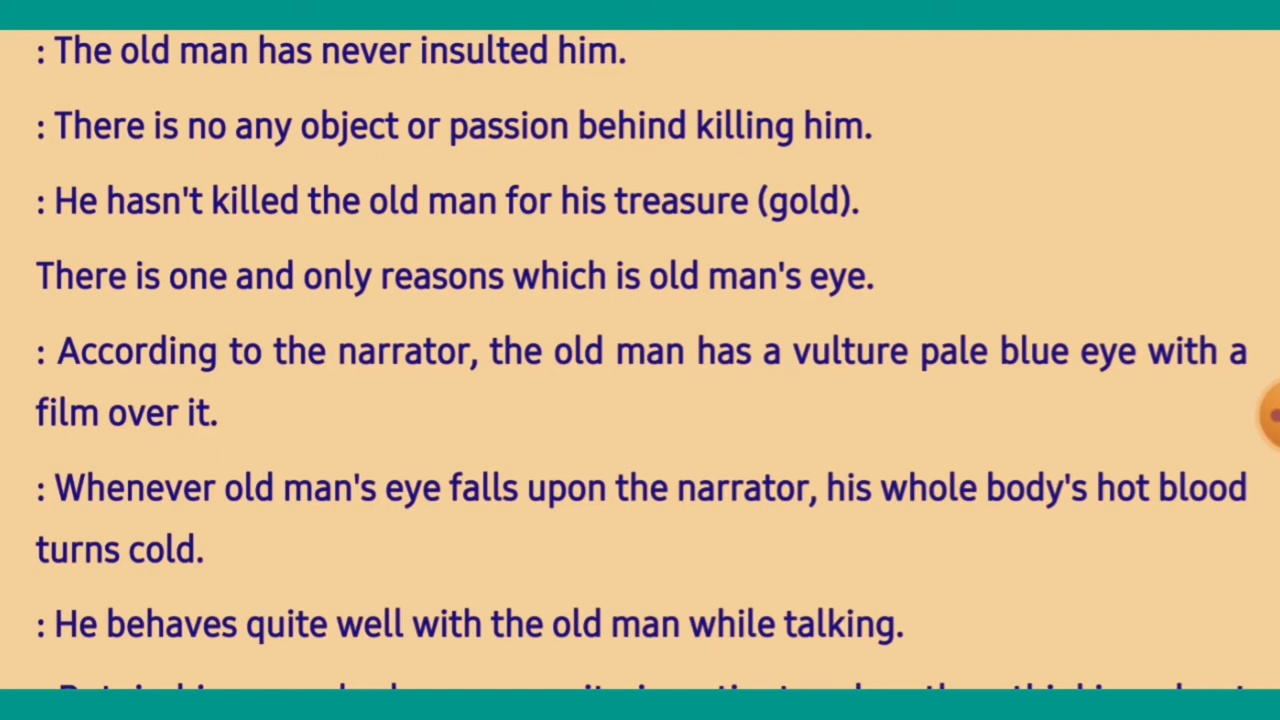 : The old man has never insulted him.
: There is no any object or passion behind killing him.
: He hasn't killed the old man for his treasure (gold).
There is one and only reasons which is old man's eye.
: According to the narrator, the old man has a vulture pale blue eye with a
film over it.
: Whenever old man's eye falls upon the narrator, his whole body's hot blood
turns cold.
: He behaves quite well with the old man while talking.